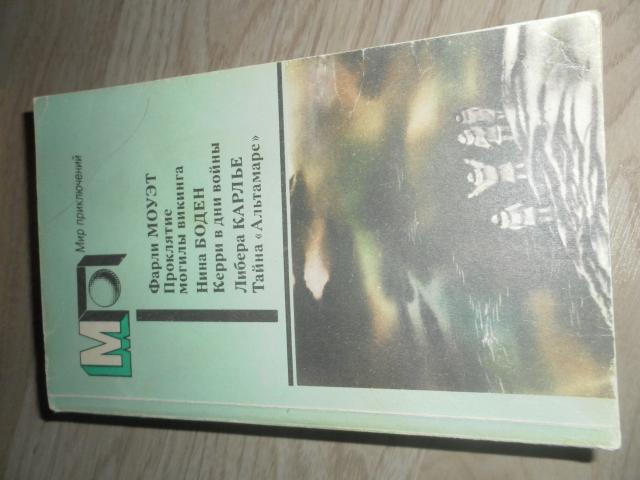 Мир приключений
МП
Фарли МОУЭТ
Проклятие
могилы викинга
Нина БОДЕН
Керри в дни войны
Либера КАРЛЬЕ
Тайна «Альтамаре»